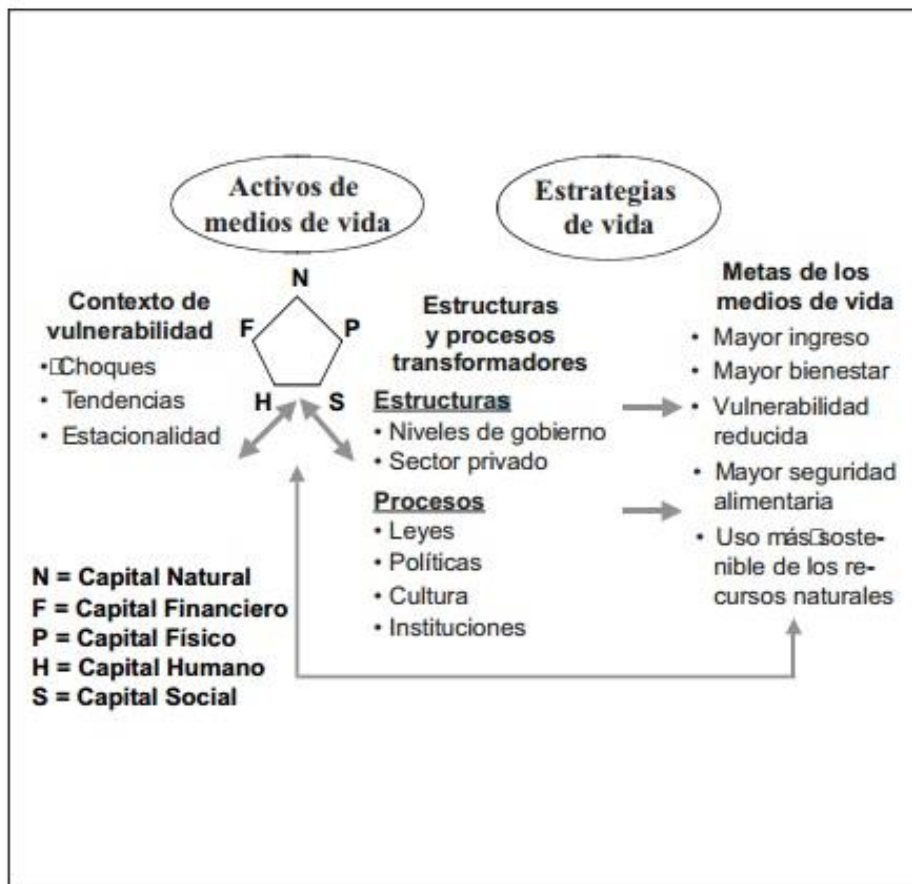 Activos de
medios de vida
Estrategias
de vida
N
F
P
H
S
Contexto de
vulnerabilidad
• Choques
• Tendencias
• Estacionalidad
Estructuras
y procesos
transformadores
Estructuras
• Niveles de gobierno
• Sector privado
Procesos
• Leyes
• Políticas
• Cultura
• Instituciones
Metas de los
medios de vida
• Mayor ingreso
• Mayor bienestar
• Vulnerabilidad
reducida
• Mayor seguridad
alimentaria
• Uso más soste-
nible de los re-
cursos naturales
N = Capital Natural
F = Capital Financiero
P = Capital Físico
H = Capital Humano
S = Capital Social